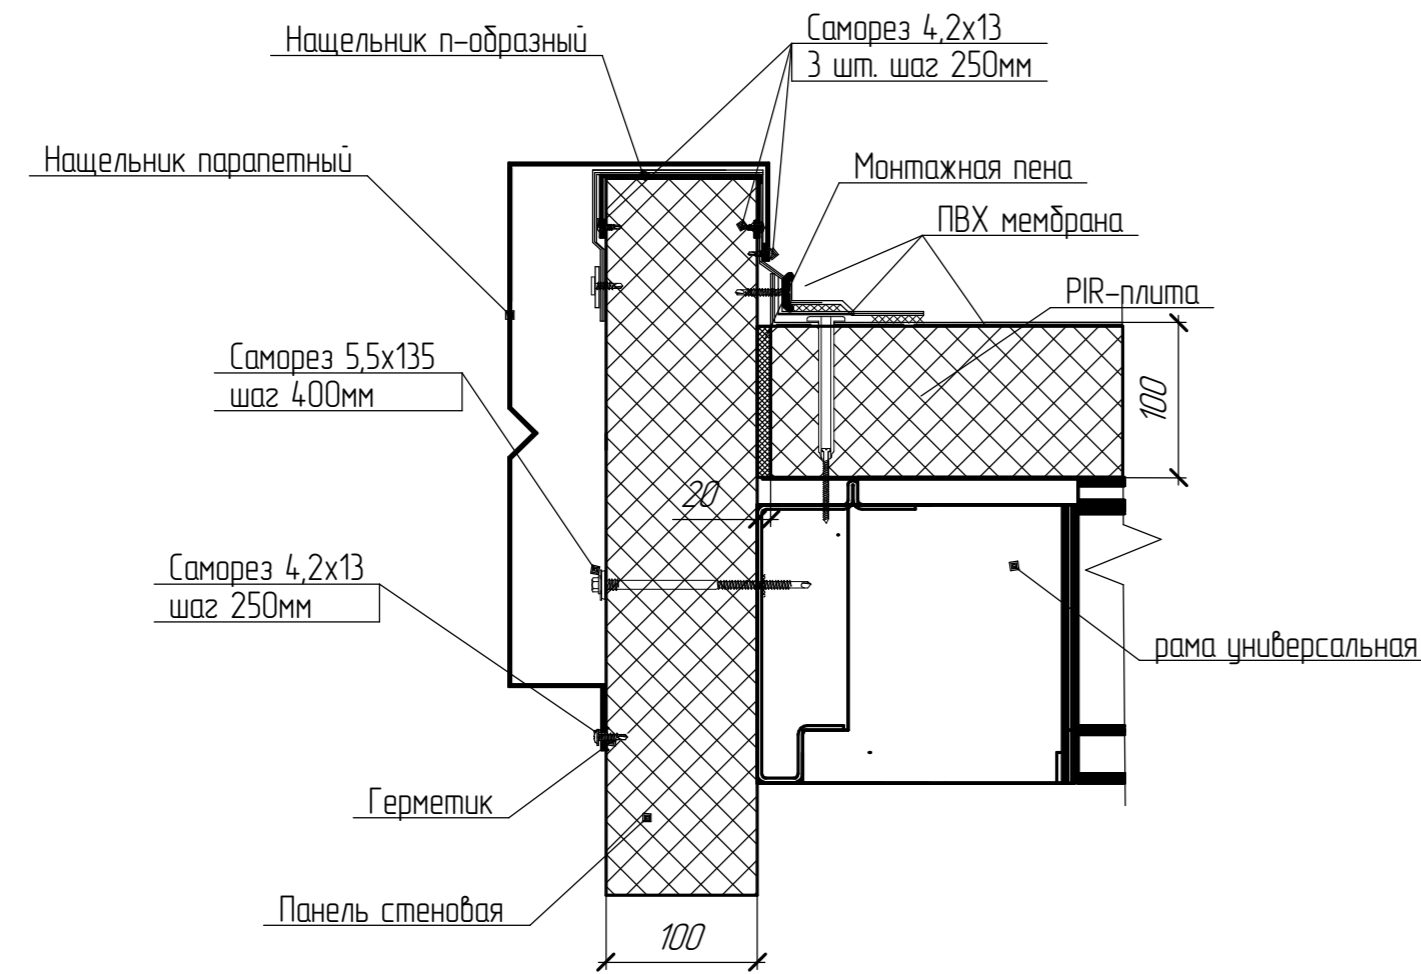 Нащельник п-образный
Саморез 4,2х13
3 шт. шаг 250мм
Нащельник парапетный
Монтажная пена
ПВХ мембрана
PIR-плита
Саморез 5,5х135
шаг 400мм
100
20
Саморез 4,2х13
шаг 250мм
рама универсальная
Герметик
Панель стеновая
100